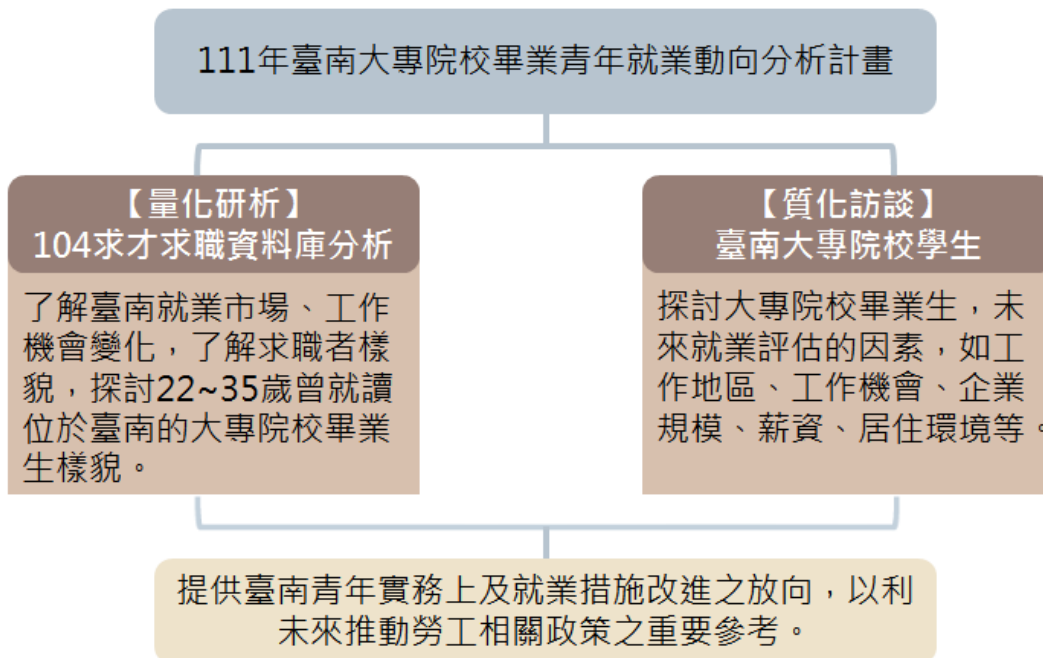 111年臺南大專院校畢業青年就業動向分析計畫
【量化研析】
104求才求職資料庫分析
了解臺南就業市場、工作
機會變化，了解求職者樣
貌，探討22~35歲曾就讀
位於臺南的大專院校畢業
生樣貌。
【質化訪談】
臺南大專院校學生
探討大專院校畢業生，未
來就業評估的因素，如工
作地區、工作機會、企業
規模、薪資、居住環境等。
提供臺南青年實務上及就業措施改進之放向，以利
未來推動勞工相關政策之重要參考。